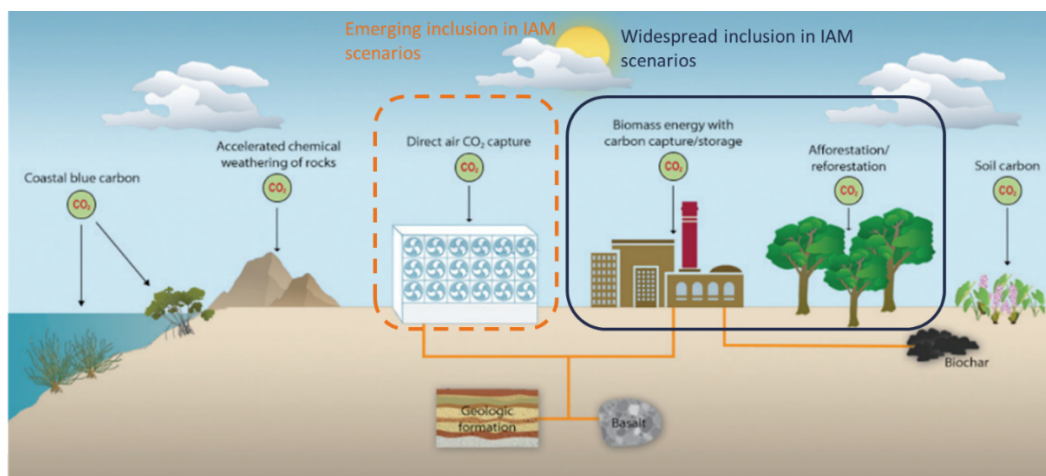 Emerging inclusion in IAM
scenarios
Widespread inclusion in IAM
scenarios
Coastal blue carbon
CO₂
Accelerated chemical
weathering of rocks
CO₂
Direct air CO₂ capture
CO₂
Biomass energy with
carbon capture/storage
CO₂
Afforestation/
reforestation
CO₂
Soil carbon
CO₂
Biochar
Geologic
formation
Basalt